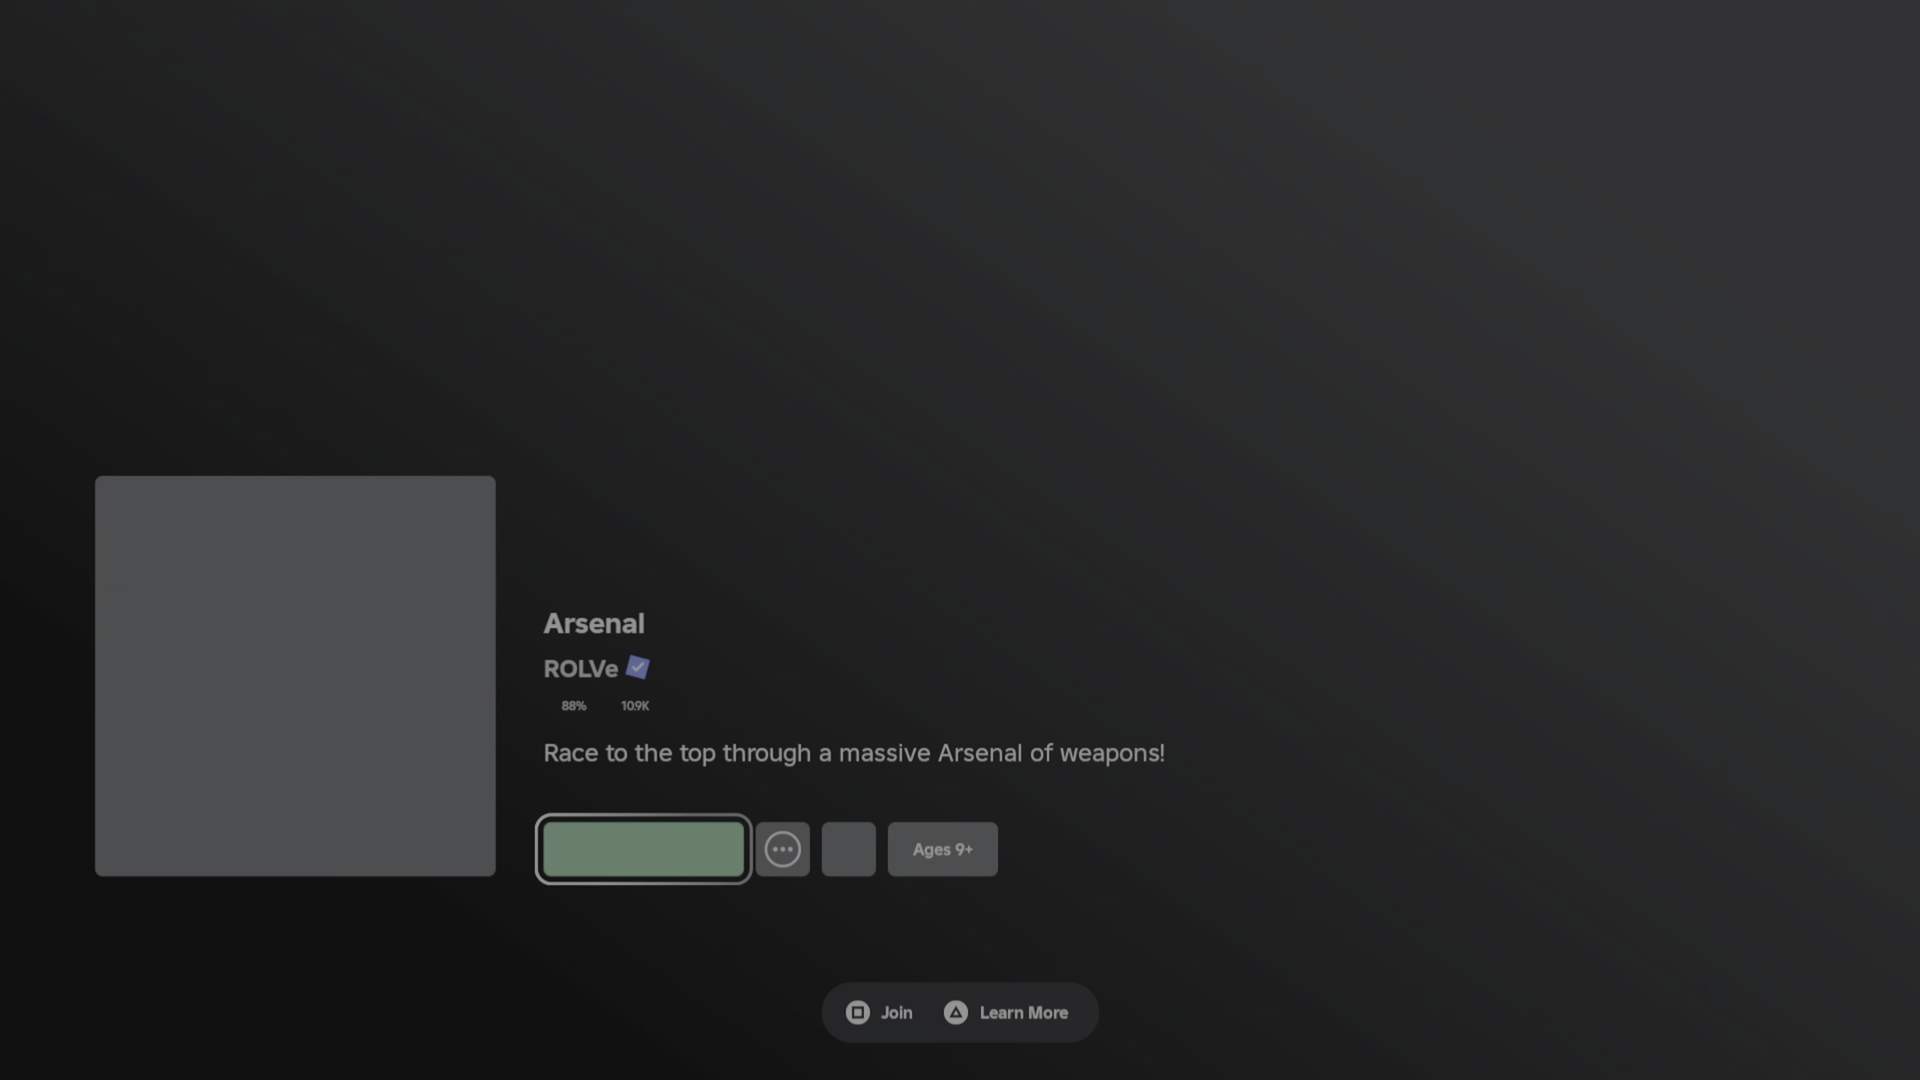 Arsenal
ROLVe
88% 10.9K
Race to the top through a massive Arsenal of weapons!
Ages 9+
Join Learn More